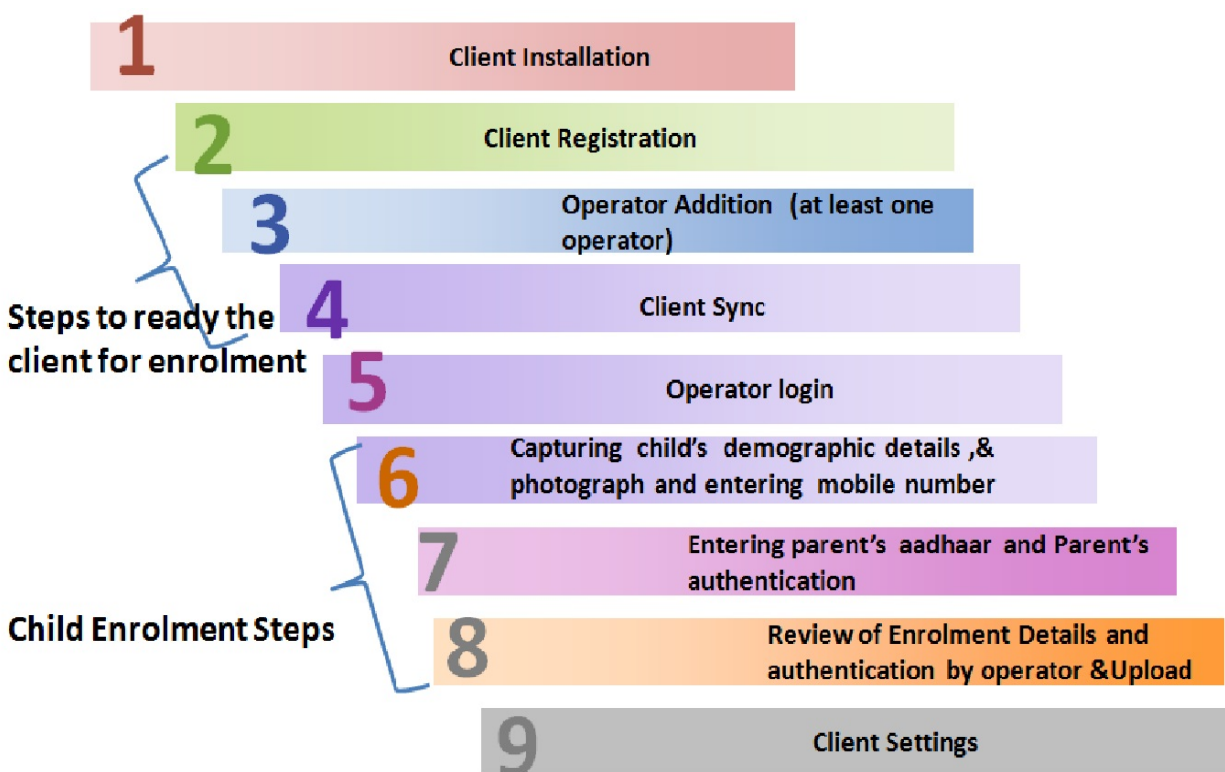 1 Client Installation
2 Client Registration
3 Operator Addition (at least one
operator)
4 Client Sync
Steps to ready the
client for enrolment
5 Operator login
6 Capturing child's demographic details ,&
photograph and entering mobile number
7 Entering parent's aadhaar and Parent's
authentication
Child Enrolment Steps
8 Review of Enrolment Details and
authentication by operator &Upload
9 Client Settings